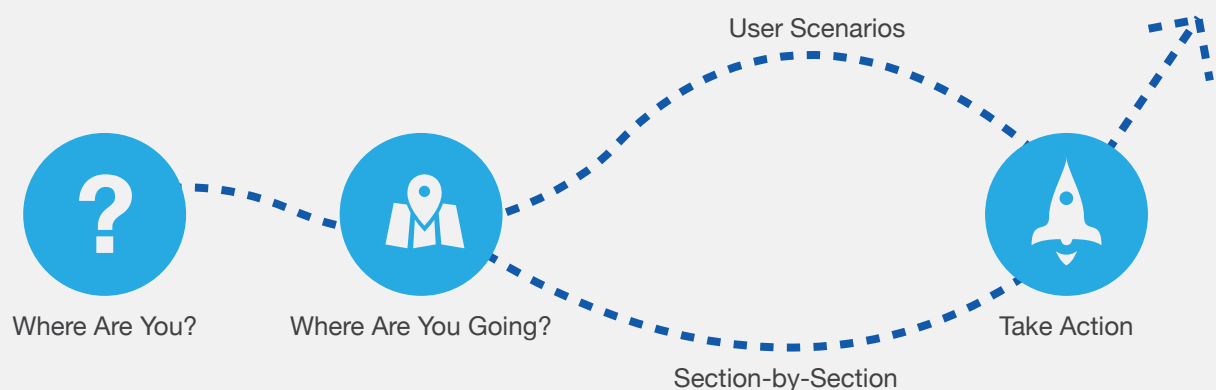 User Scenarios
?
Where Are You?
Where Are You Going?
Take Action
Section-by-Section